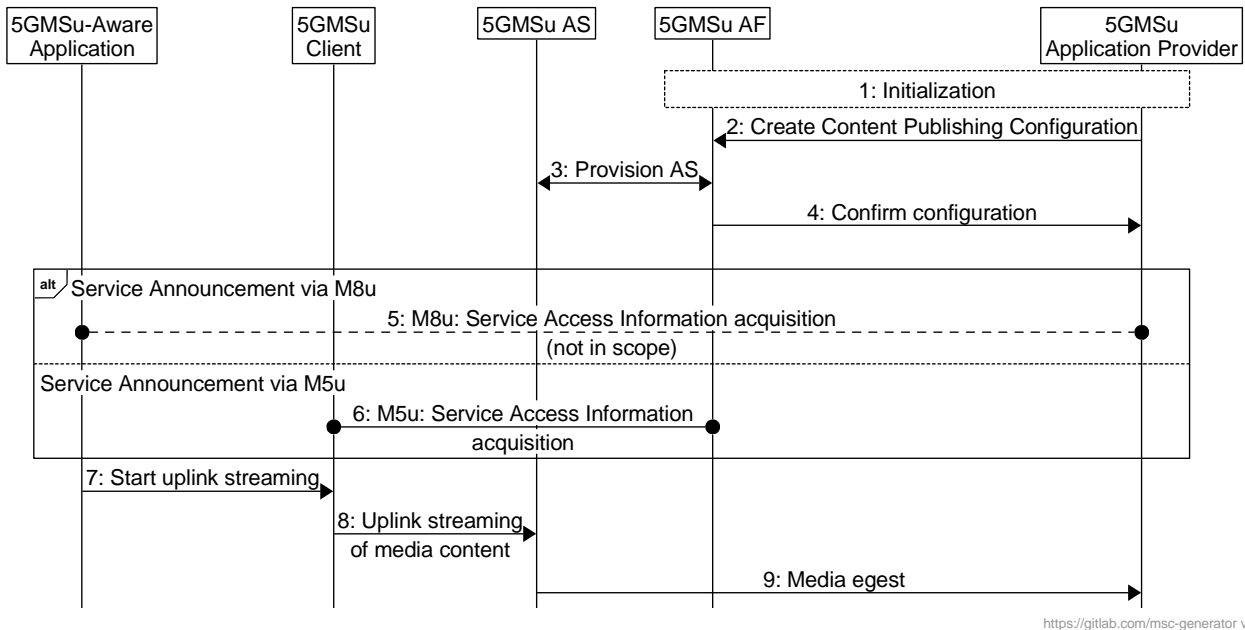 5GMSu-Aware
Application
5GMSu
Client
5GMSu AS
5GMSu AF
5GMSu
Application Provider
1: Initialization
2: Create Content Publishing Configuration
3: Provision AS
4: Confirm configuration
alt
Service Announcement via M8u
5: M8u: Service Access Information acquisition
(not in scope)
Service Announcement via M5u
6: M5u: Service Access Information
acquisition
7: Start uplink streaming
8: Uplink streaming
of media content
9: Media egest
https://gitlab.com/msc-generator v